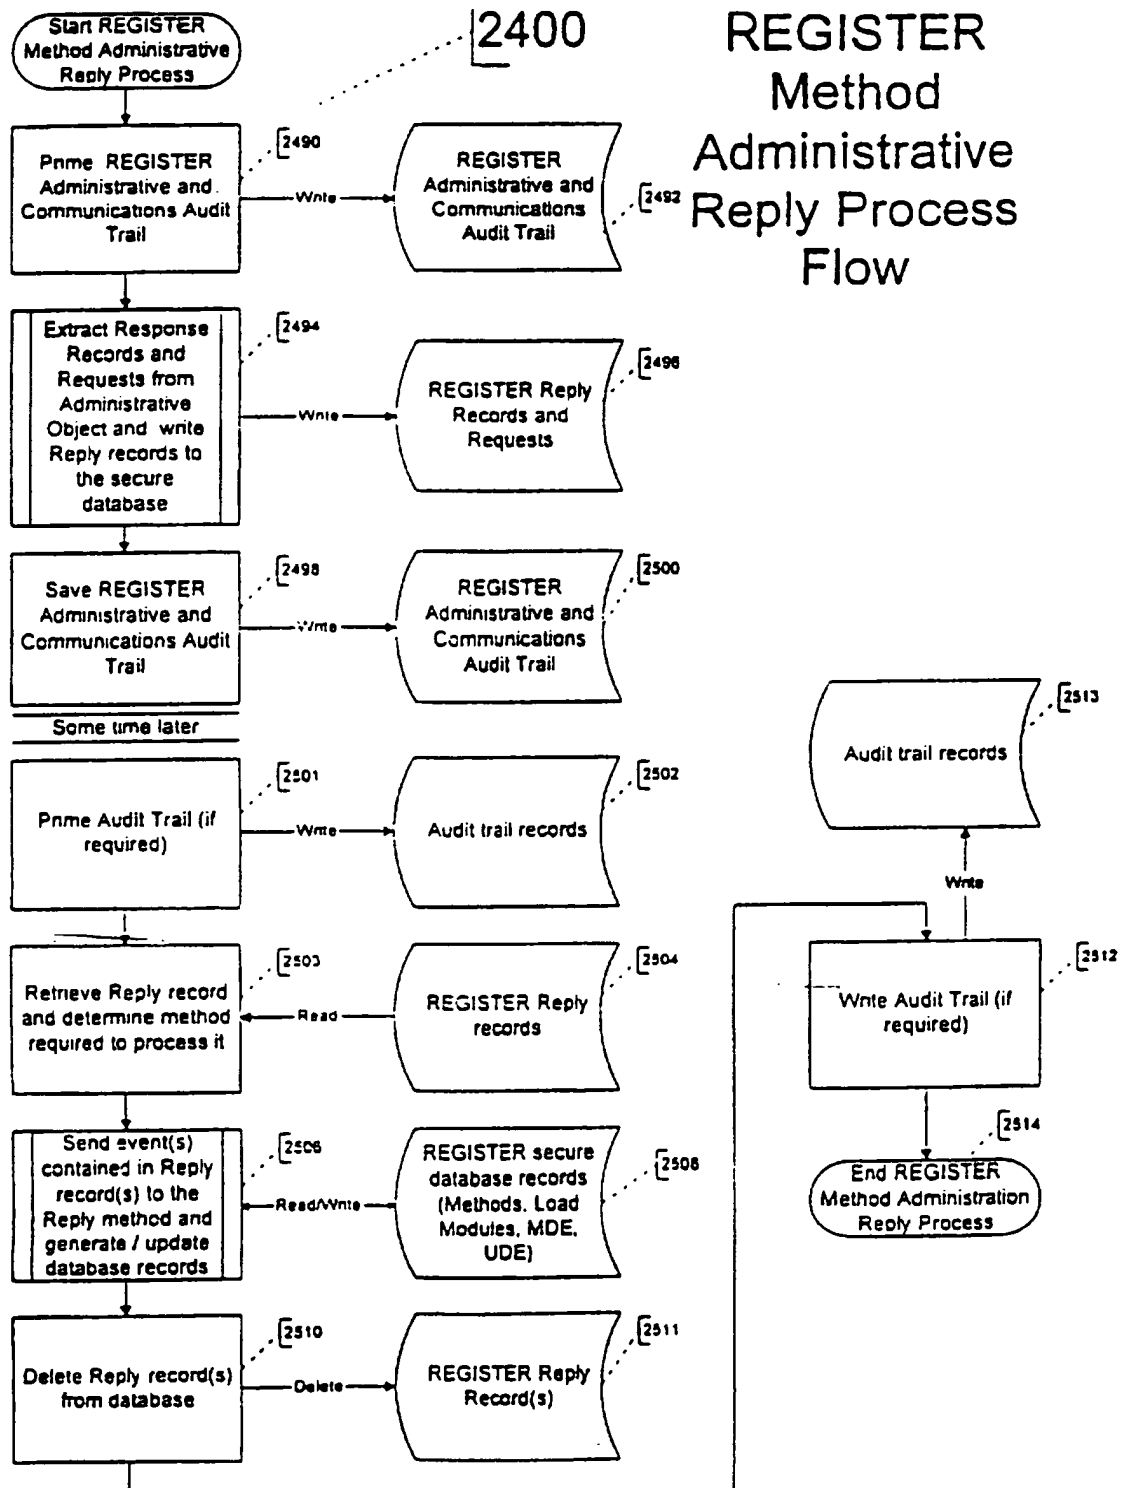 Start REGISTER
Method Administrative
Reply Process
2400
REGISTER
Method
Administrative
Reply Process
Flow
Prime REGISTER
Administrative and
Communications Audit
Trail
2490
Write
REGISTER
Administrative and
Communications
Audit Trail
2492
Extract Response
Records and
Requests from
Administrative
Object and write
Reply records to
the secure
database
2494
Write
REGISTER Reply
Records and
Requests
2496
Save REGISTER
Administrative and
Communications Audit
Trail
2498
Write
REGISTER
Administrative and
Communications
Audit Trail
2500
Some time later
Prime Audit Trail (if
required)
2501
Write
Audit trail records
2502
Retrieve Reply record
and determine method
required to process it
2503
Read
REGISTER Reply
records
2504
Send event(s)
contained in Reply
record(s) to the
Reply method and
generate / update
database records
2506
Read/Write
REGISTER secure
database records
(Methods, Load
Modules, MDE,
UDE)
2508
Delete Reply record(s)
from database
2510
Delete
REGISTER Reply
Record(s)
2511
Audit trail records
2513
Write
Write Audit Trail (if
required)
2512
2514
End REGISTER
Method Administration
Reply Process